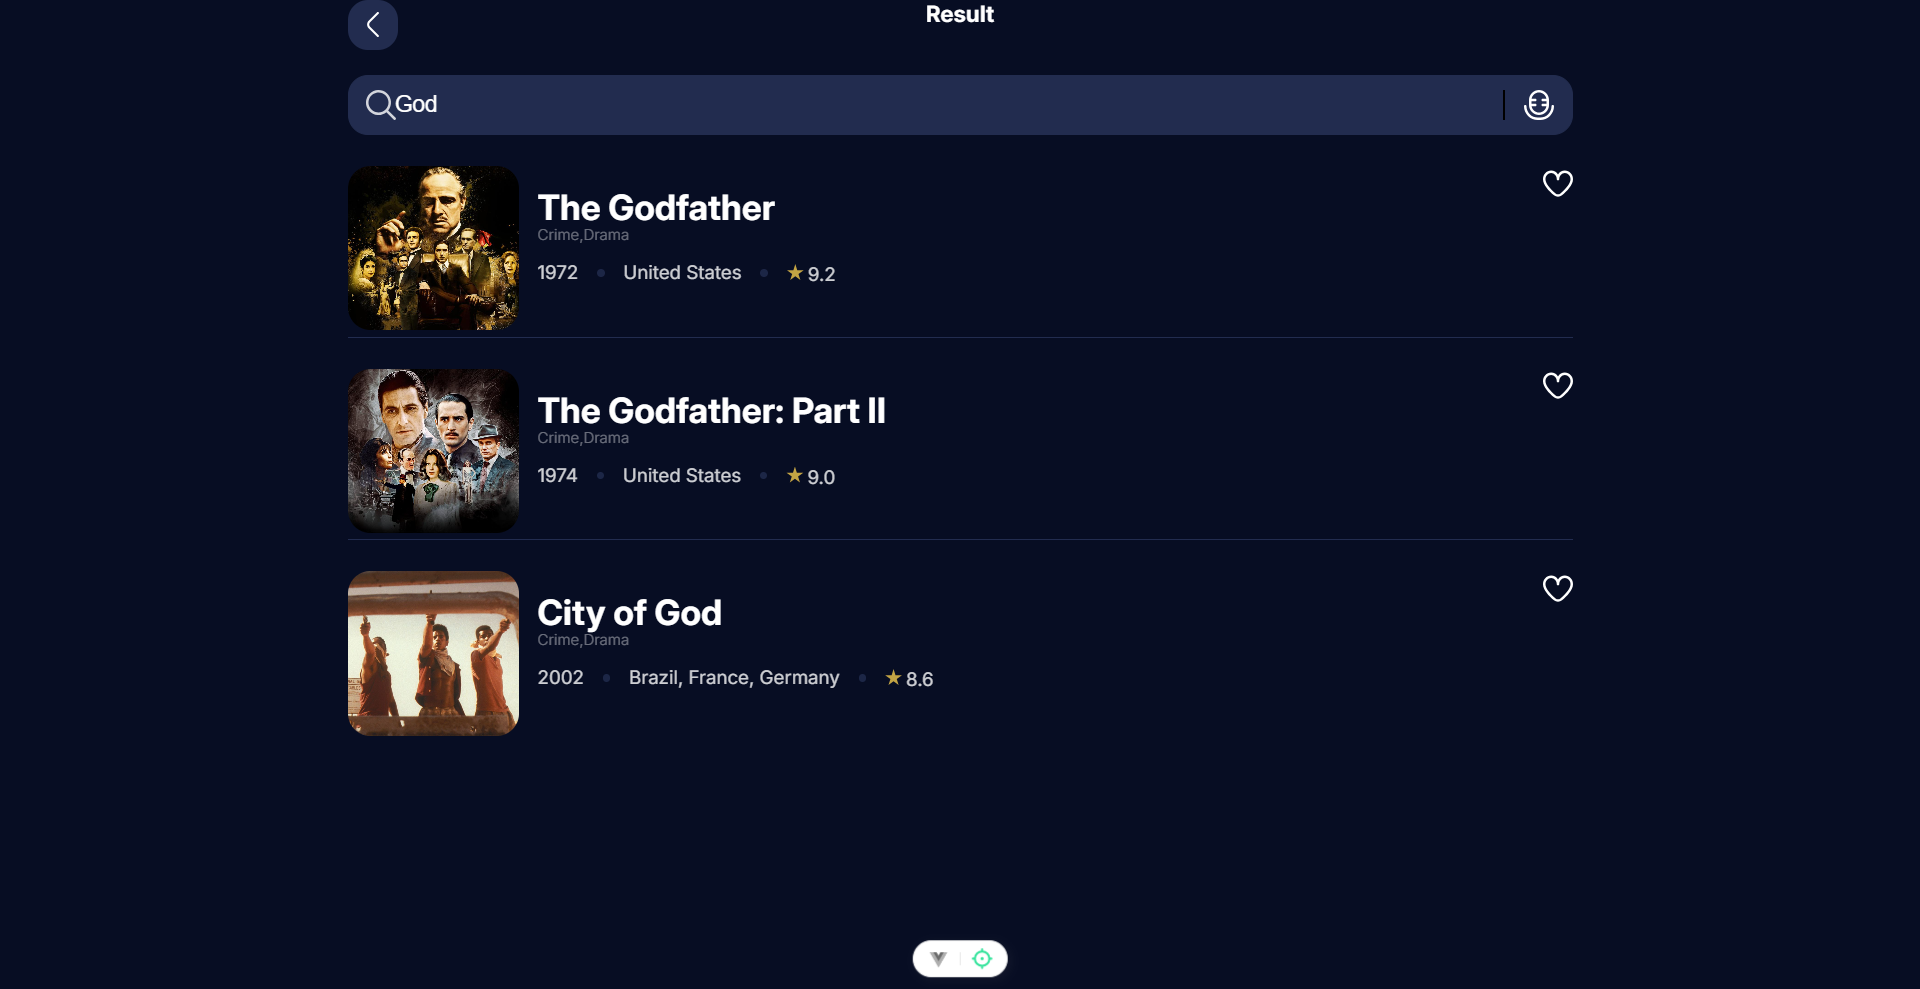 Result
God
The Godfather
Crime,Drama
1972 • United States • ★ 9.2
The Godfather: Part II
Crime,Drama
1974 • United States • ★ 9.0
City of God
Crime,Drama
2002 • Brazil, France, Germany • ★ 8.6